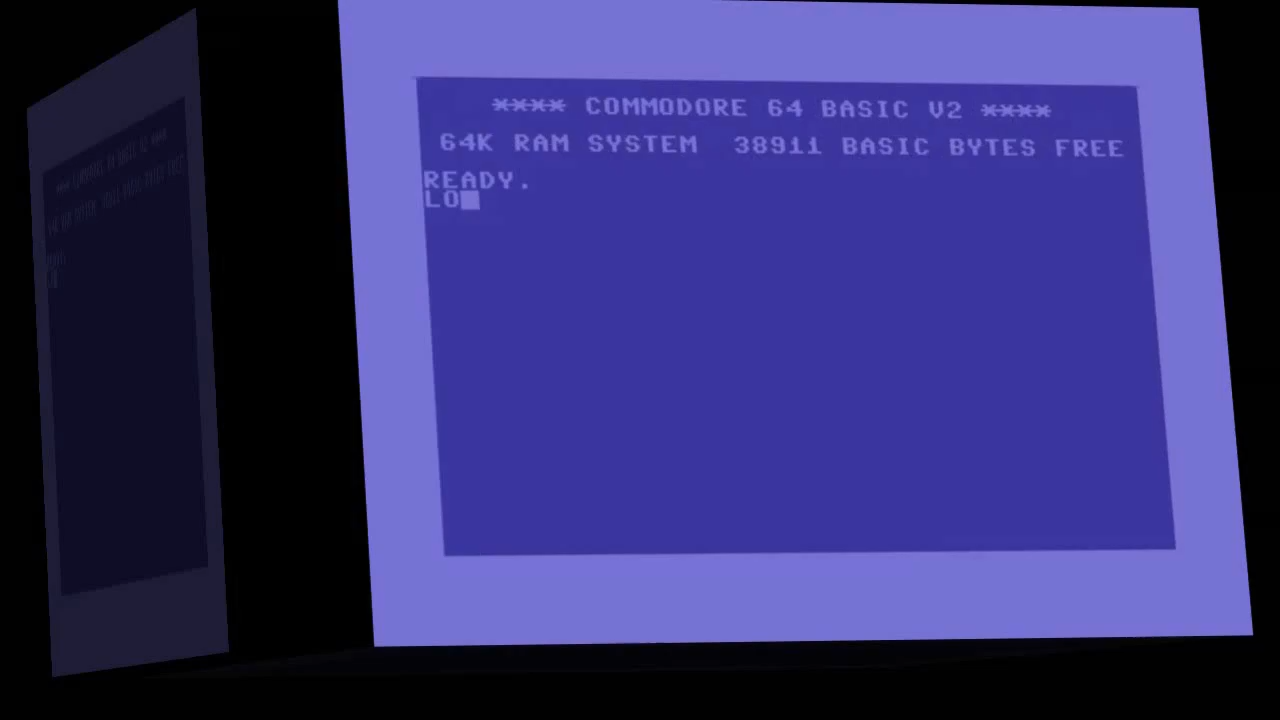 **** COMMODORE 64 BASIC V2 ****
64K RAM SYSTEM  38911 BASIC BYTES FREE
READY.
LO